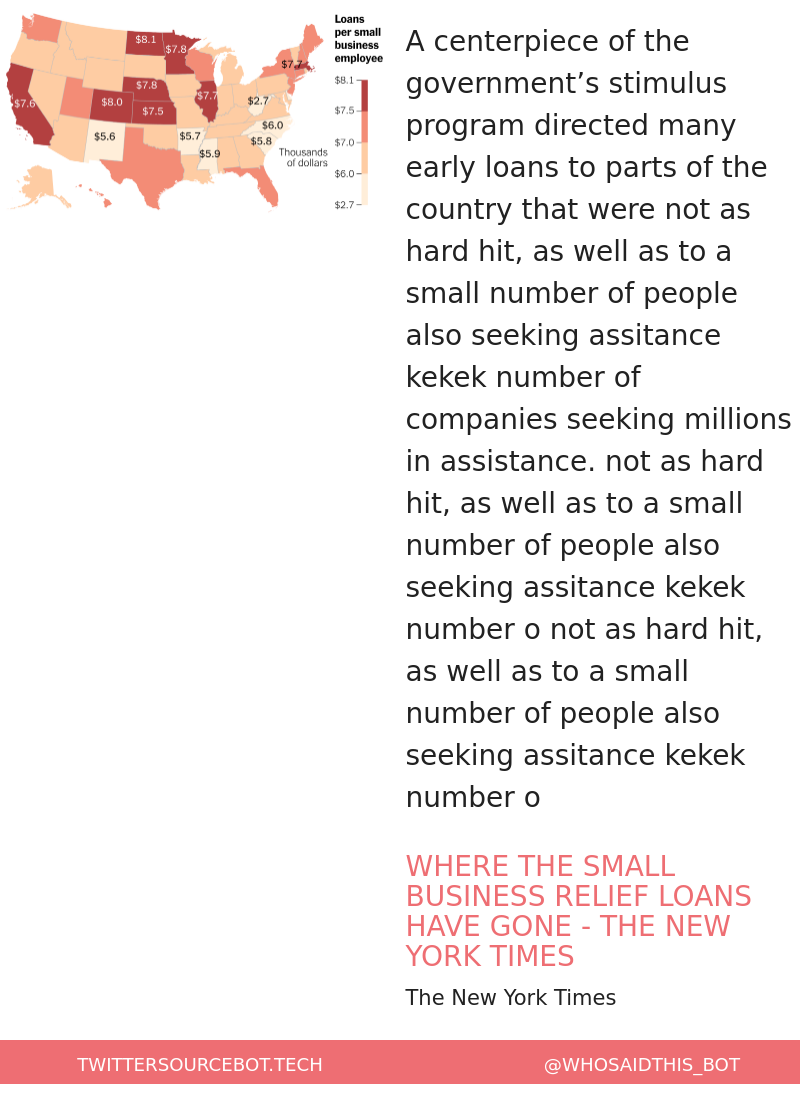 Loans
per small
business
employee
$8.1
$7.5
$7.0
$6.0
$2.7
Thousands
of dollars
$8.1
$7.8
$7.7
$7.8
$7.6
$8.0
$7.5
$7.7
$2.7
$6.0
$5.6
$5.7
$5.8
$5.9
A centerpiece of the
government’s stimulus
program directed many
early loans to parts of the
country that were not as
hard hit, as well as to a
small number of people
also seeking assitance
kekek number of
companies seeking millions
in assistance. not as hard
hit, as well as to a small
number of people also
seeking assitance kekek
number o not as hard hit,
as well as to a small
number of people also
seeking assitance kekek
number o
WHERE THE SMALL
BUSINESS RELIEF LOANS
HAVE GONE - THE NEW
YORK TIMES
The New York Times
TWITTERSOURCEBOT.TECH
@WHOSAIDTHIS_BOT